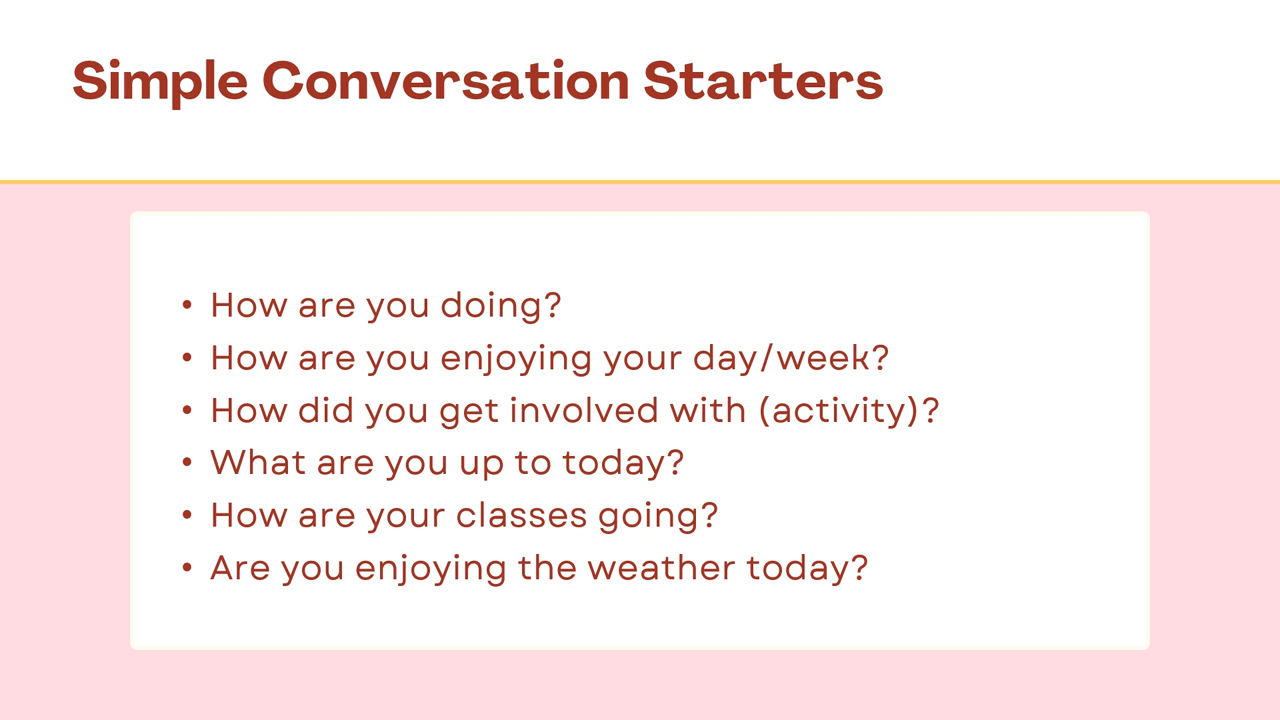 Simple Conversation Starters
• How are you doing?
• How are you enjoying your day/week?
• How did you get involved with (activity)?
• What are you up to today?
• How are your classes going?
• Are you enjoying the weather today?